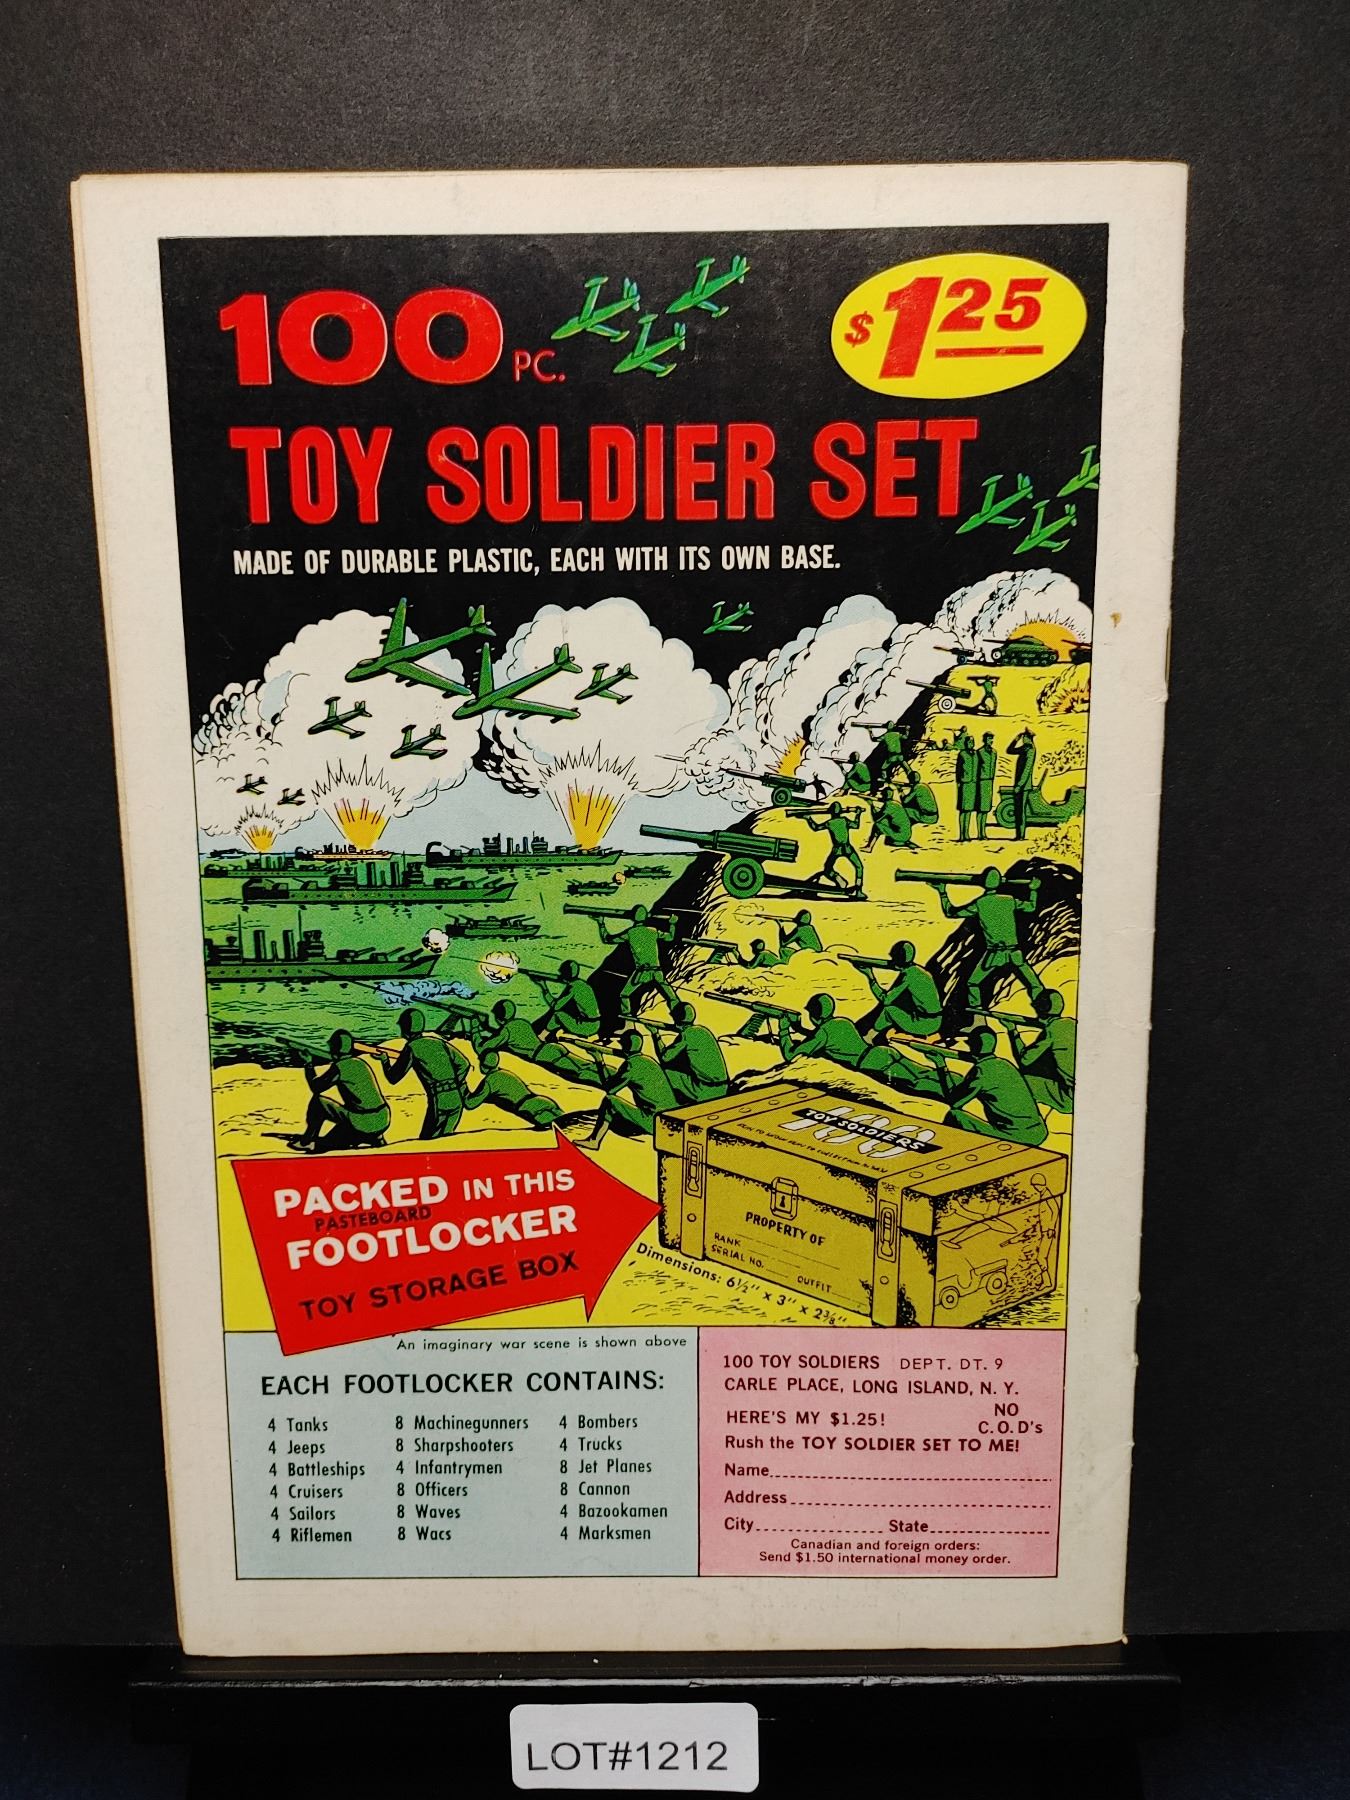 100 PC.
$1.25
TOY SOLDIER SET
MADE OF DURABLE PLASTIC, EACH WITH ITS OWN BASE.
100
TOY SOLDIERS
PACKED IN THIS
PASTEBOARD
FOOTLOCKER
TOY STORAGE BOX
PROPERTY OF
RANK
SERIAL NO.
OUTFIT
Dimensions: 6½" x 3" x 2⅜"
An imaginary war scene is shown above
EACH FOOTLOCKER CONTAINS:
4 Tanks
4 Jeeps
4 Battleships
4 Cruisers
4 Sailors
4 Riflemen
8 Machinegunners
8 Sharpshooters
4 Infantrymen
8 Officers
8 Waves
8 Wacs
4 Bombers
4 Trucks
8 Jet Planes
8 Cannon
4 Bazookamen
4 Marksmen
100 TOY SOLDIERS DEPT. DT. 9
CARLE PLACE, LONG ISLAND, N. Y.
HERE'S MY $1.25!
NO
C.O.D's
Rush the TOY SOLDIER SET TO ME!
Name
Address
City State
Canadian and foreign orders:
Send $1.50 international money order.
LOT#1212